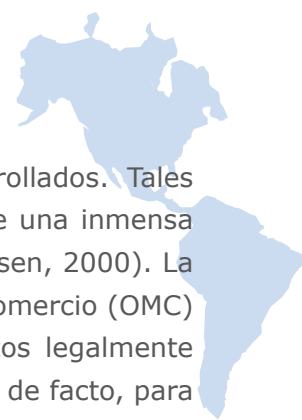 rollados. Tales
e una inmensa
sen, 2000). La
omercio (OMC)
os legalmente
de facto, para